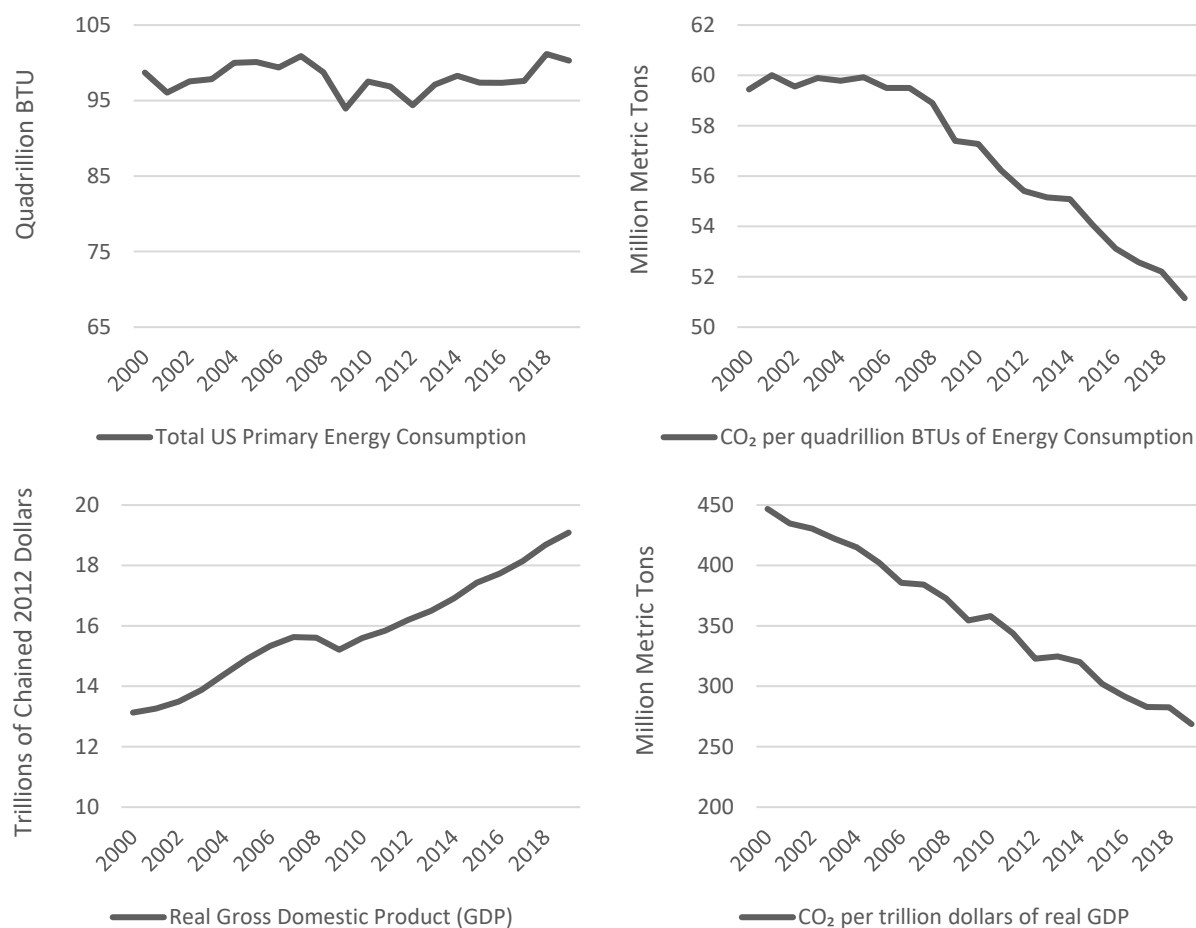 Quadrillion BTU
105
95
85
75
65
2000 2002 2004 2006 2008 2010 2012 2014 2016 2018
Total US Primary Energy Consumption
Million Metric Tons
62
60
58
56
54
52
50
2000 2002 2004 2006 2008 2010 2012 2014 2016 2018
CO₂ per quadrillion BTUs of Energy Consumption
Trillions of Chained 2012 Dollars
20
18
16
14
12
10
2000 2002 2004 2006 2008 2010 2012 2014 2016 2018
Real Gross Domestic Product (GDP)
Million Metric Tons
450
400
350
300
250
200
2000 2002 2004 2006 2008 2010 2012 2014 2016 2018
CO₂ per trillion dollars of real GDP